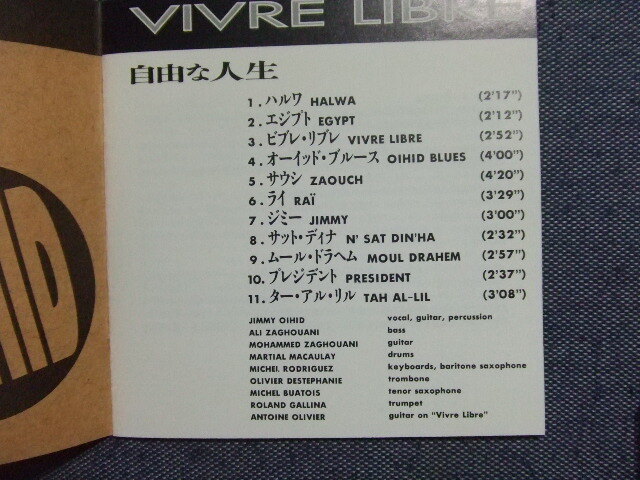 VIVRE LIBRE
自由な人生
1. ハルワ HALWA (2'17")
2. エジプト EGYPT (2'12")
3. ビブレ・リブレ VIVRE LIBRE (2'52")
4. オーイッド・ブルース OIHID BLUES (4'00")
5. サウシ ZAOUCH (4'20")
6. ライ RAÏ (3'29")
7. ジミー JIMMY (3'00")
8. サット・ディナ N' SAT DIN'HA (2'32")
9. ムール・ドラヘム MOUL DRAHEM (2'57")
10. プレジデント PRESIDENT (2'37")
11. ター・アル・リル TAH AL-LIL (3'08")
JIMMY OIHID vocal, guitar, percussion
ALI ZAGHOUANI bass
MOHAMMED ZAGHOUANI guitar
MARTIAL MACAULAY drums
MICHEL RODRIGUEZ keyboards, baritone saxophone
OLIVIER DESTEPHANIE trombone
MICHEL BUATOIS tenor saxophone
ROLAND GALLINA trumpet
ANTOINE OLIVIER guitar on "Vivre Libre"